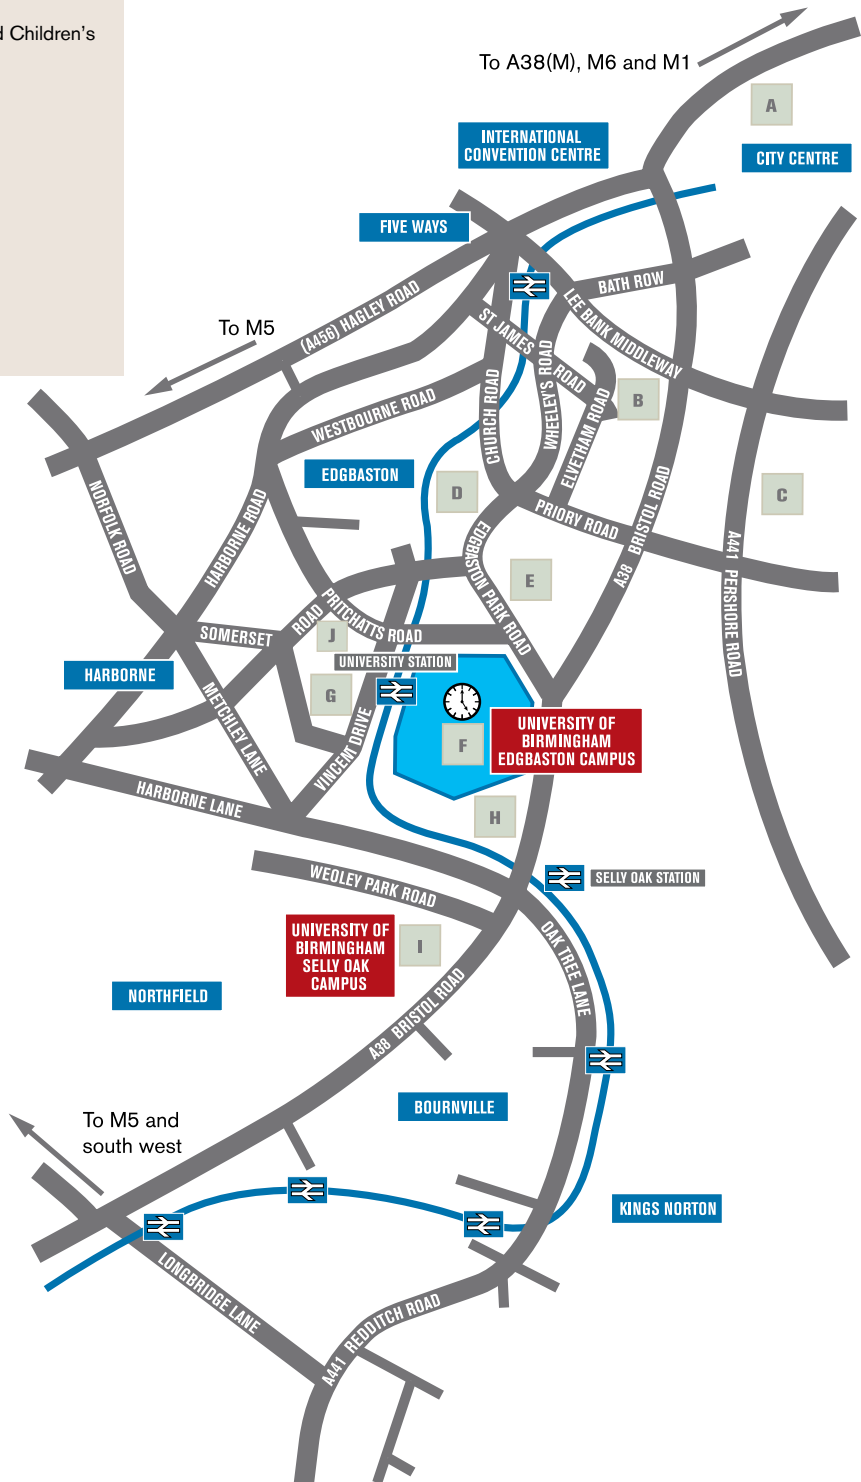 d Children's
To A38(M), M6 and M1
A
INTERNATIONAL
CONVENTION CENTRE
CITY CENTRE
FIVE WAYS
BATH ROW
LEE BANK MIDDLEWAY
(A456) HAGLEY ROAD
To M5
ST JAMES ROAD
WHEELEY'S ROAD
CHURCH ROAD
WESTBOURNE ROAD
ELVETHAM ROAD
B
EDGBASTON
D
C
NORFOLK ROAD
HARBORNE ROAD
PRIORY ROAD
A38 BRISTOL ROAD
A441 PERSHORE ROAD
EDGBASTON PARK ROAD
E
PRITCHATTS ROAD
SOMERSET ROAD
J
UNIVERSITY STATION
HARBORNE
METCHLEY LANE
G
VINCENT DRIVE
F
UNIVERSITY OF
BIRMINGHAM
EDGBASTON CAMPUS
HARBORNE LANE
H
WEOLEY PARK ROAD
SELLY OAK STATION
UNIVERSITY OF
BIRMINGHAM
SELLY OAK
CAMPUS
I
OAK TREE LANE
NORTHFIELD
A38 BRISTOL ROAD
BOURNVILLE
To M5 and
south west
KINGS NORTON
LONGBRIDGE LANE
A441 REDDITCH ROAD